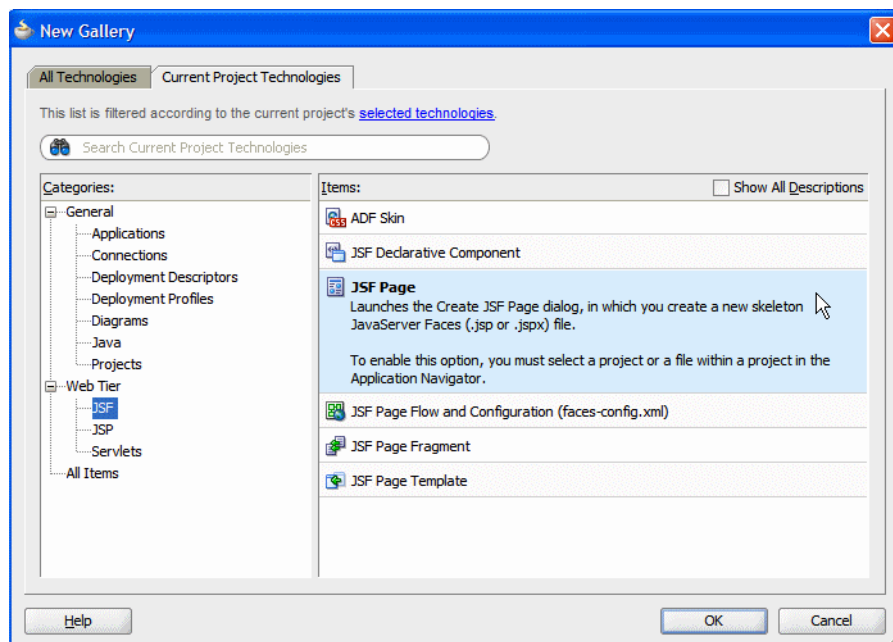 New Gallery
All Technologies
Current Project Technologies
This list is filtered according to the current project's selected technologies.
Search Current Project Technologies
Categories:
General
Applications
Connections
Deployment Descriptors
Deployment Profiles
Diagrams
Java
Projects
Web Tier
JSF
JSP
Servlets
All Items
Items:
Show All Descriptions
CSS
ADF Skin
JSF Declarative Component
JSF Page
Launches the Create JSF Page dialog, in which you create a new skeleton
JavaServer Faces (.jsp or .jspx) file.
To enable this option, you must select a project or a file within a project in the
Application Navigator.
JSF Page Flow and Configuration (faces-config.xml)
JSF Page Fragment
JSF Page Template
Help
OK
Cancel